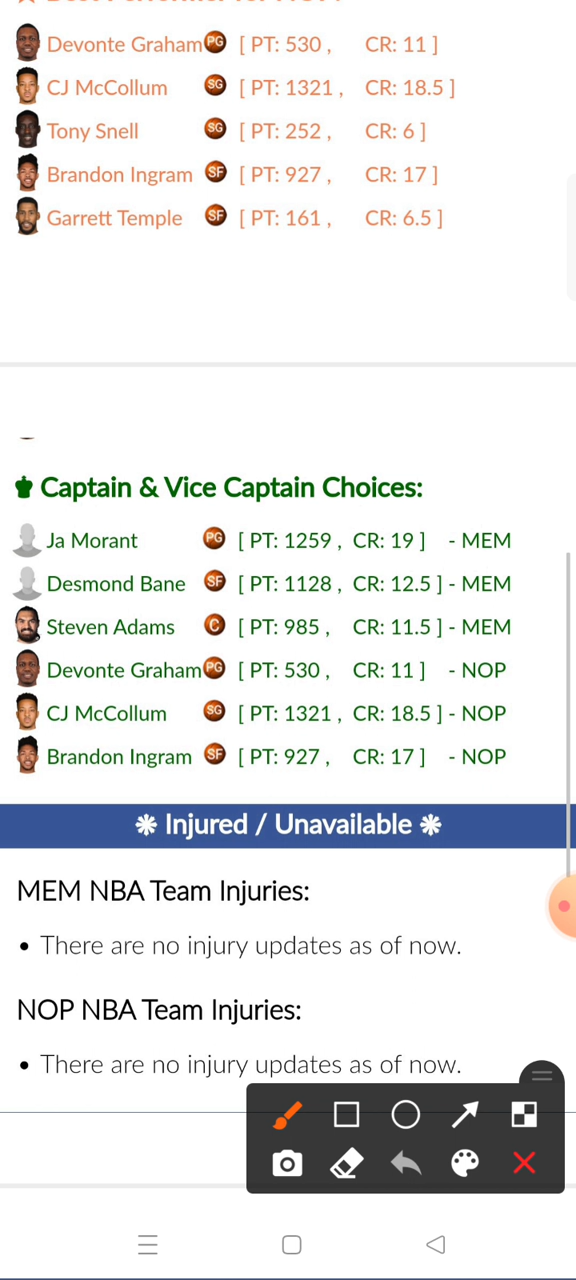 Devonte Graham PG [ PT: 530 , CR: 11 ]
CJ McCollum SG [ PT: 1321 , CR: 18.5 ]
Tony Snell SG [ PT: 252 , CR: 6 ]
Brandon Ingram SF [ PT: 927 , CR: 17 ]
Garrett Temple SF [ PT: 161 , CR: 6.5 ]
Captain & Vice Captain Choices:
Ja Morant PG [ PT: 1259 , CR: 19 ] - MEM
Desmond Bane SF [ PT: 1128 , CR: 12.5 ] - MEM
Steven Adams C [ PT: 985 , CR: 11.5 ] - MEM
Devonte Graham PG [ PT: 530 , CR: 11 ] - NOP
CJ McCollum SG [ PT: 1321 , CR: 18.5 ] - NOP
Brandon Ingram SF [ PT: 927 , CR: 17 ] - NOP
Injured / Unavailable
MEM NBA Team Injuries:
• There are no injury updates as of now.
NOP NBA Team Injuries:
• There are no injury updates as of now.